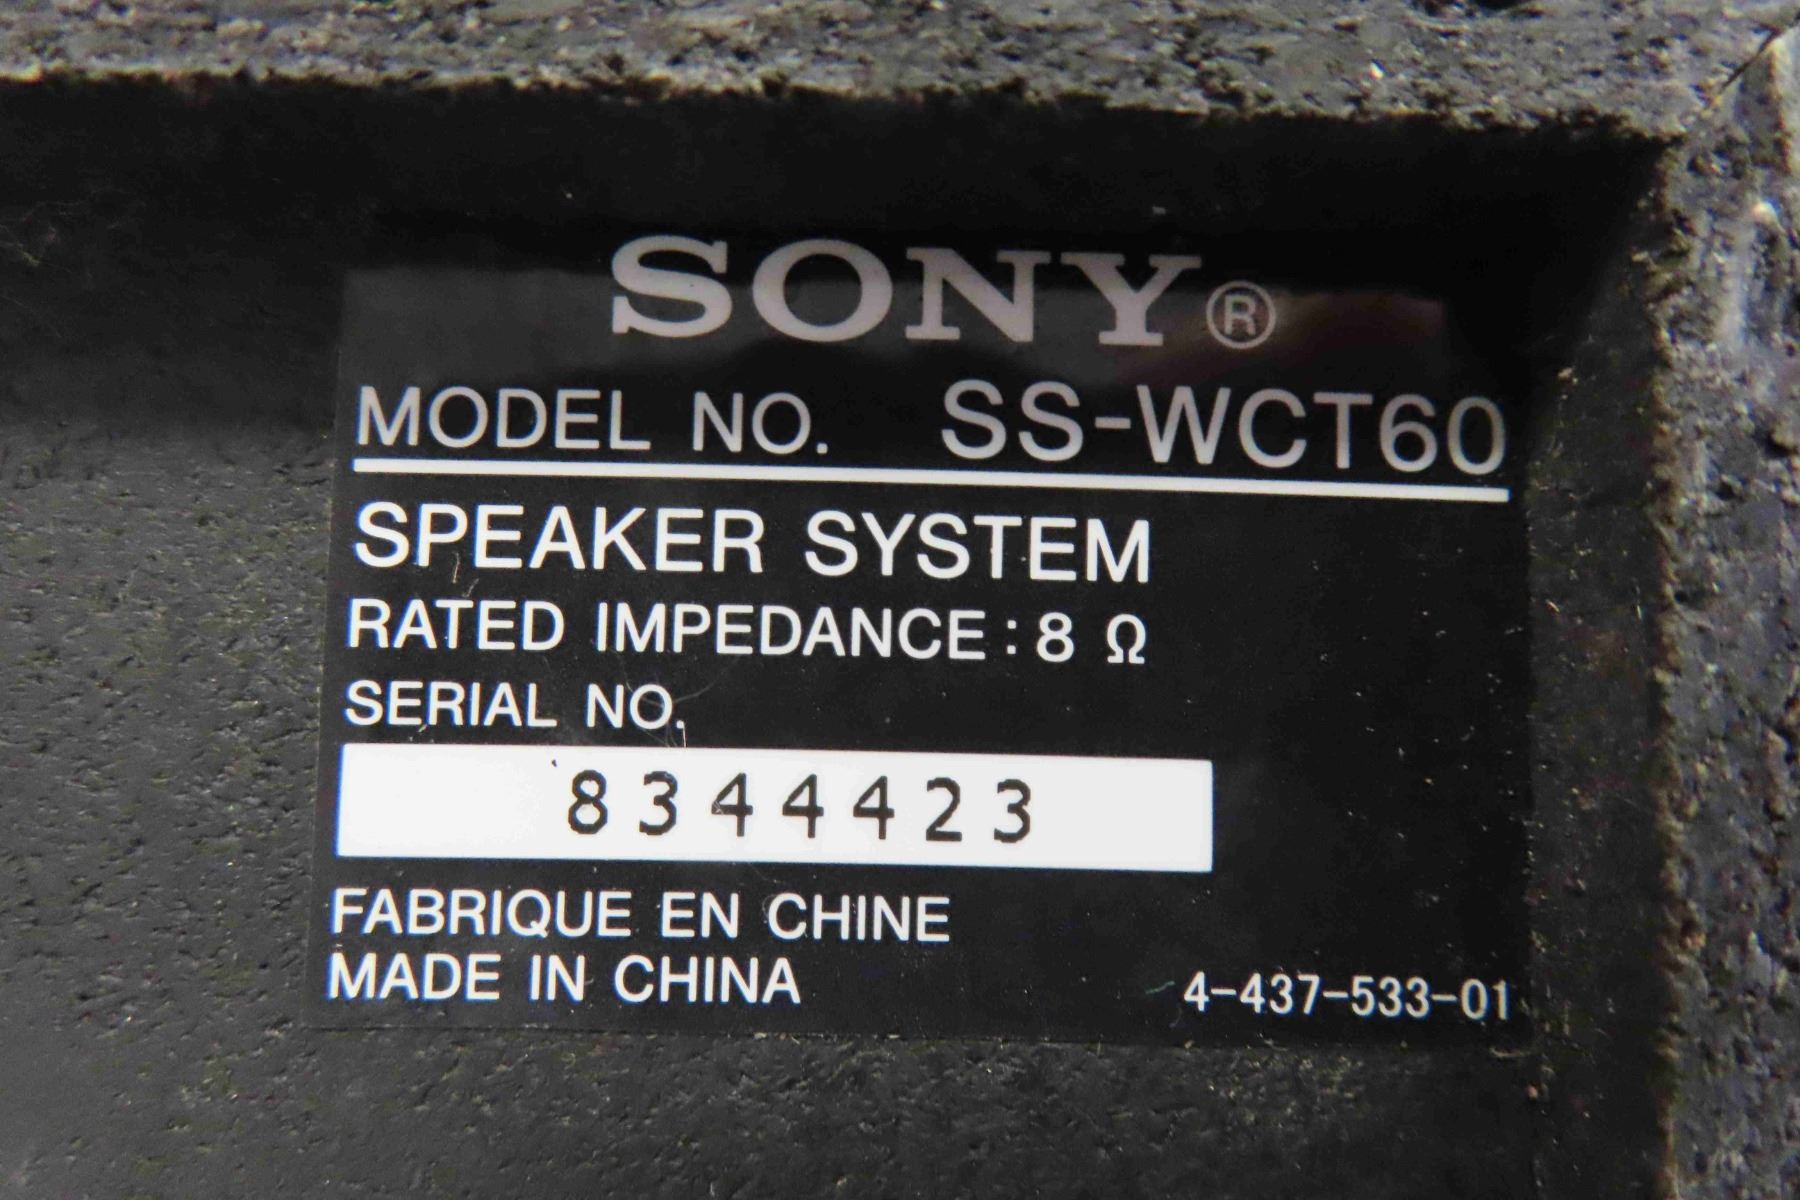 SONY®
MODEL NO. SS-WCT60
SPEAKER SYSTEM
RATED IMPEDANCE : 8 Ω
SERIAL NO.
8344423
FABRIQUE EN CHINE
MADE IN CHINA 4-437-533-01